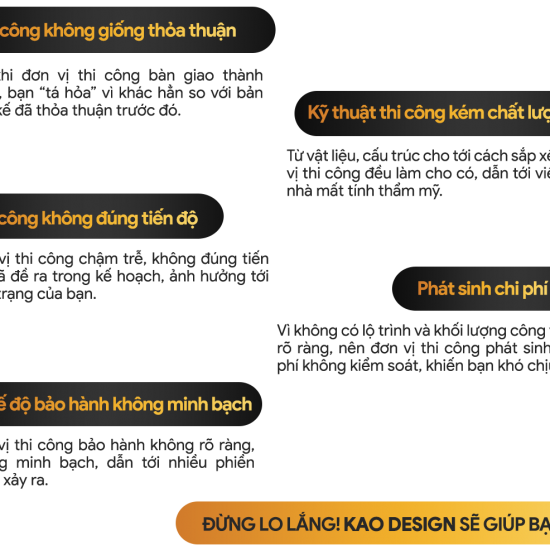 công không giống thỏa thuận
khi đơn vị thi công bàn giao thành
, bạn “tá hỏa” vì khác hẳn so với bản
kế đã thỏa thuận trước đó.
Kỹ thuật thi công kém chất lượ
Từ vật liệu, cấu trúc cho tới cách sắp xế
vị thi công đều làm cho có, dẫn tới việ
nhà mất tính thẩm mỹ.
công không đúng tiến độ
vị thi công chậm trễ, không đúng tiến
đã đề ra trong kế hoạch, ảnh hưởng tới
trạng của bạn.
Phát sinh chi phí
Vì không có lộ trình và khối lượng công
rõ ràng, nên đơn vị thi công phát sinh
phí không kiểm soát, khiến bạn khó chịu
ế độ bảo hành không minh bạch
vị thi công bảo hành không rõ ràng,
g minh bạch, dẫn tới nhiều phiền
xảy ra.
ĐỪNG LO LẮNG! KAO DESIGN SẼ GIÚP BẠ